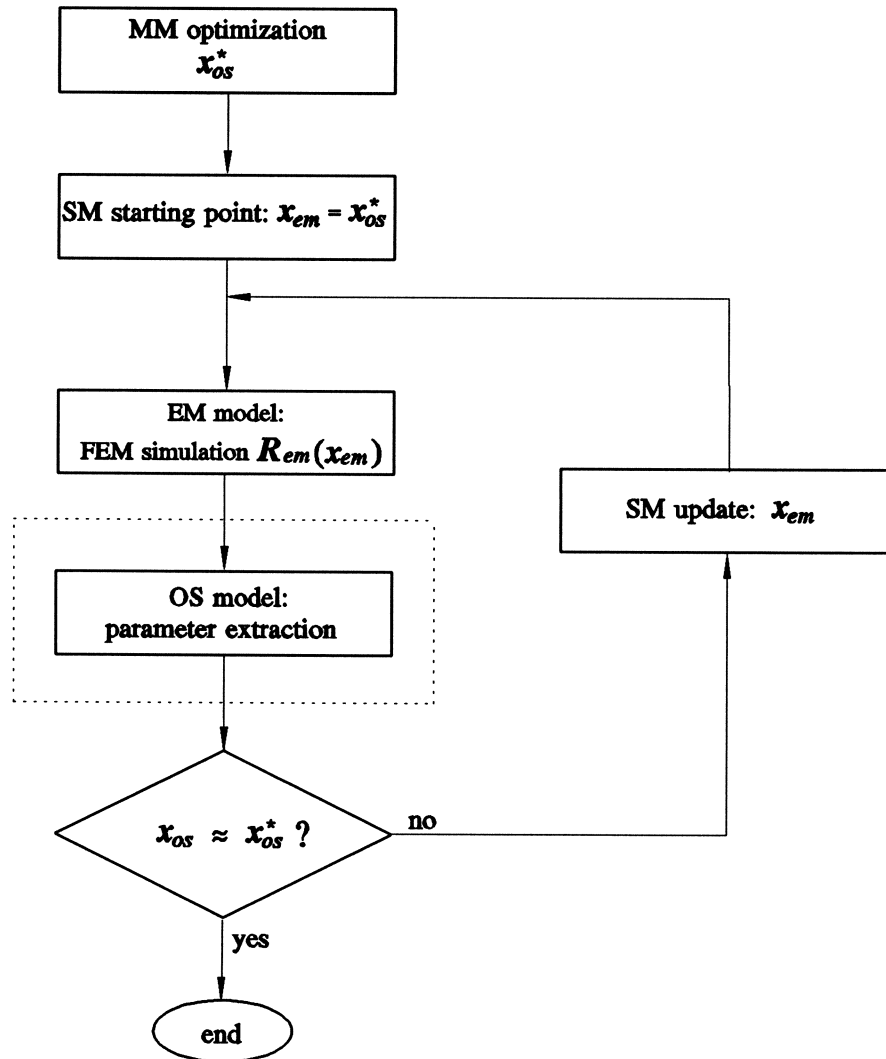 MM optimization
x*os
SM starting point: xem = x*os
EM model:
FEM simulation Rem(xem)
SM update: xem
OS model:
parameter extraction
xos ≈ x*os ?
no
yes
end